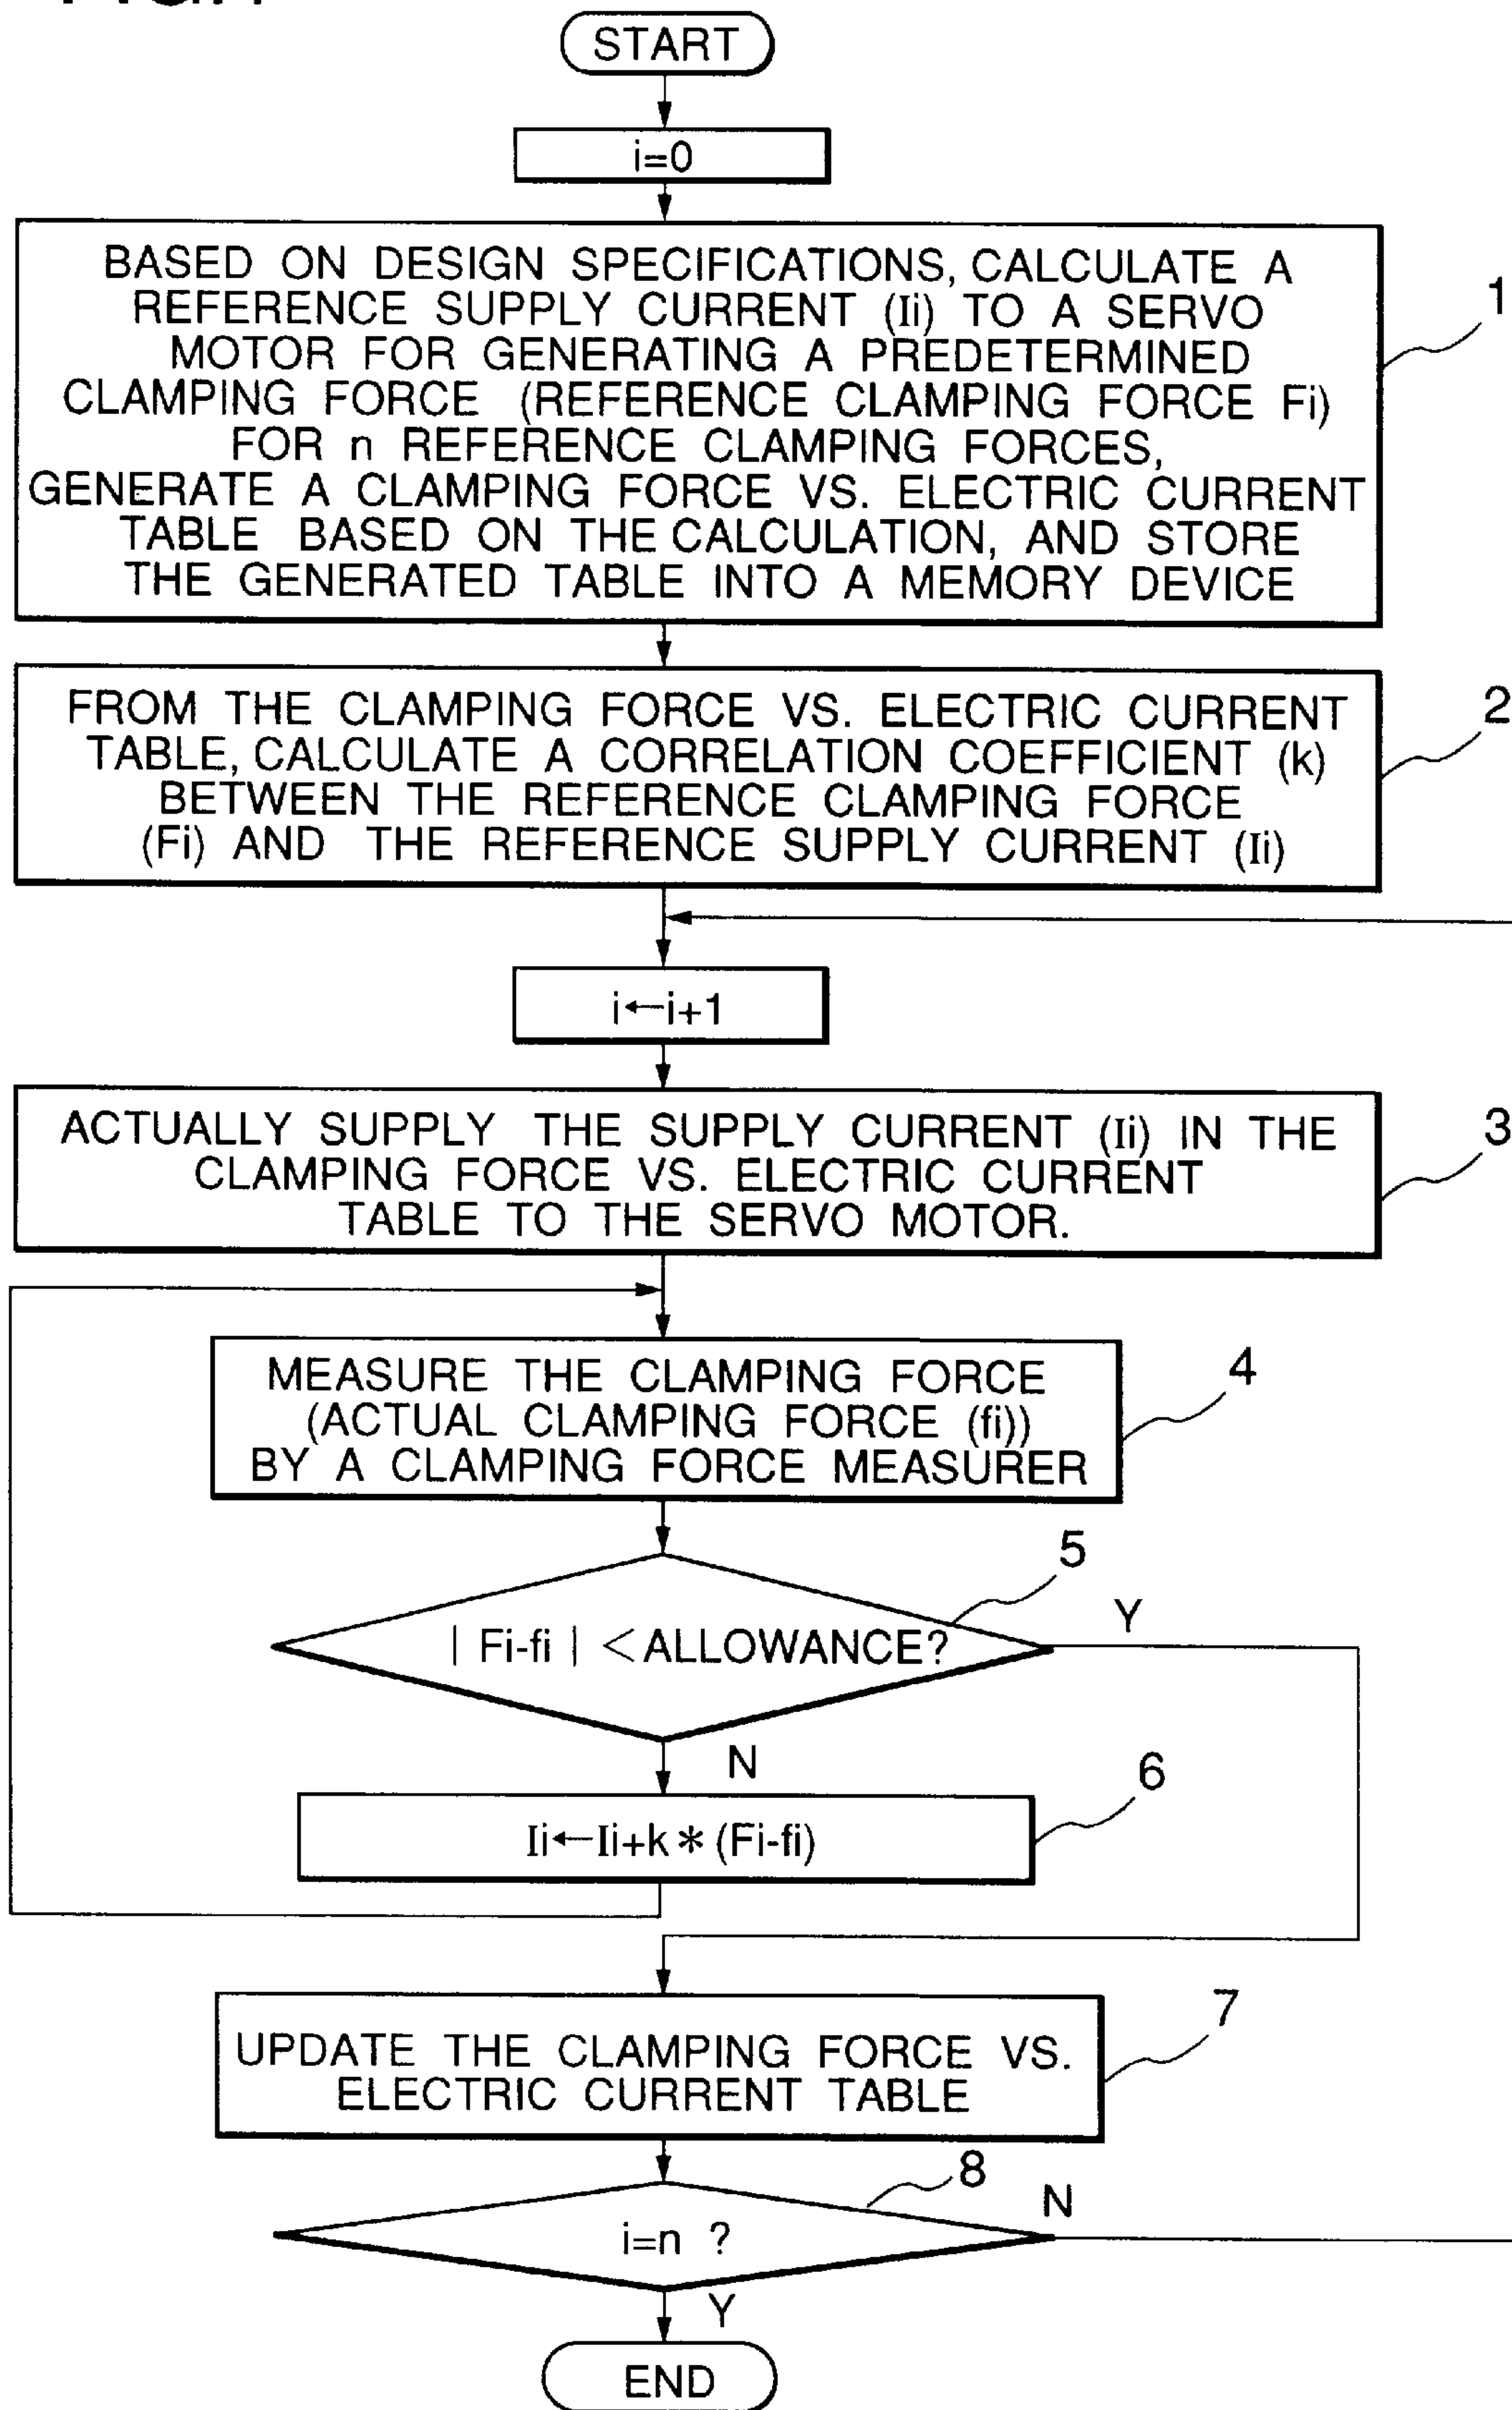 START
i=0
BASED ON DESIGN SPECIFICATIONS, CALCULATE A
REFERENCE SUPPLY CURRENT (Ii) TO A SERVO
MOTOR FOR GENERATING A PREDETERMINED
CLAMPING FORCE (REFERENCE CLAMPING FORCE Fi)
FOR n REFERENCE CLAMPING FORCES,
GENERATE A CLAMPING FORCE VS. ELECTRIC CURRENT
TABLE BASED ON THE CALCULATION, AND STORE
THE GENERATED TABLE INTO A MEMORY DEVICE
1
FROM THE CLAMPING FORCE VS. ELECTRIC CURRENT
TABLE, CALCULATE A CORRELATION COEFFICIENT (k)
BETWEEN THE REFERENCE CLAMPING FORCE
(Fi) AND THE REFERENCE SUPPLY CURRENT (Ii)
2
i←i+1
ACTUALLY SUPPLY THE SUPPLY CURRENT (Ii) IN THE
CLAMPING FORCE VS. ELECTRIC CURRENT
TABLE TO THE SERVO MOTOR.
3
MEASURE THE CLAMPING FORCE
(ACTUAL CLAMPING FORCE (fi))
BY A CLAMPING FORCE MEASURER
4
5
| Fi-fi | <ALLOWANCE?
Y
N
6
Ii←Ii+k * (Fi-fi)
7
UPDATE THE CLAMPING FORCE VS.
ELECTRIC CURRENT TABLE
8
N
i=n ?
Y
END